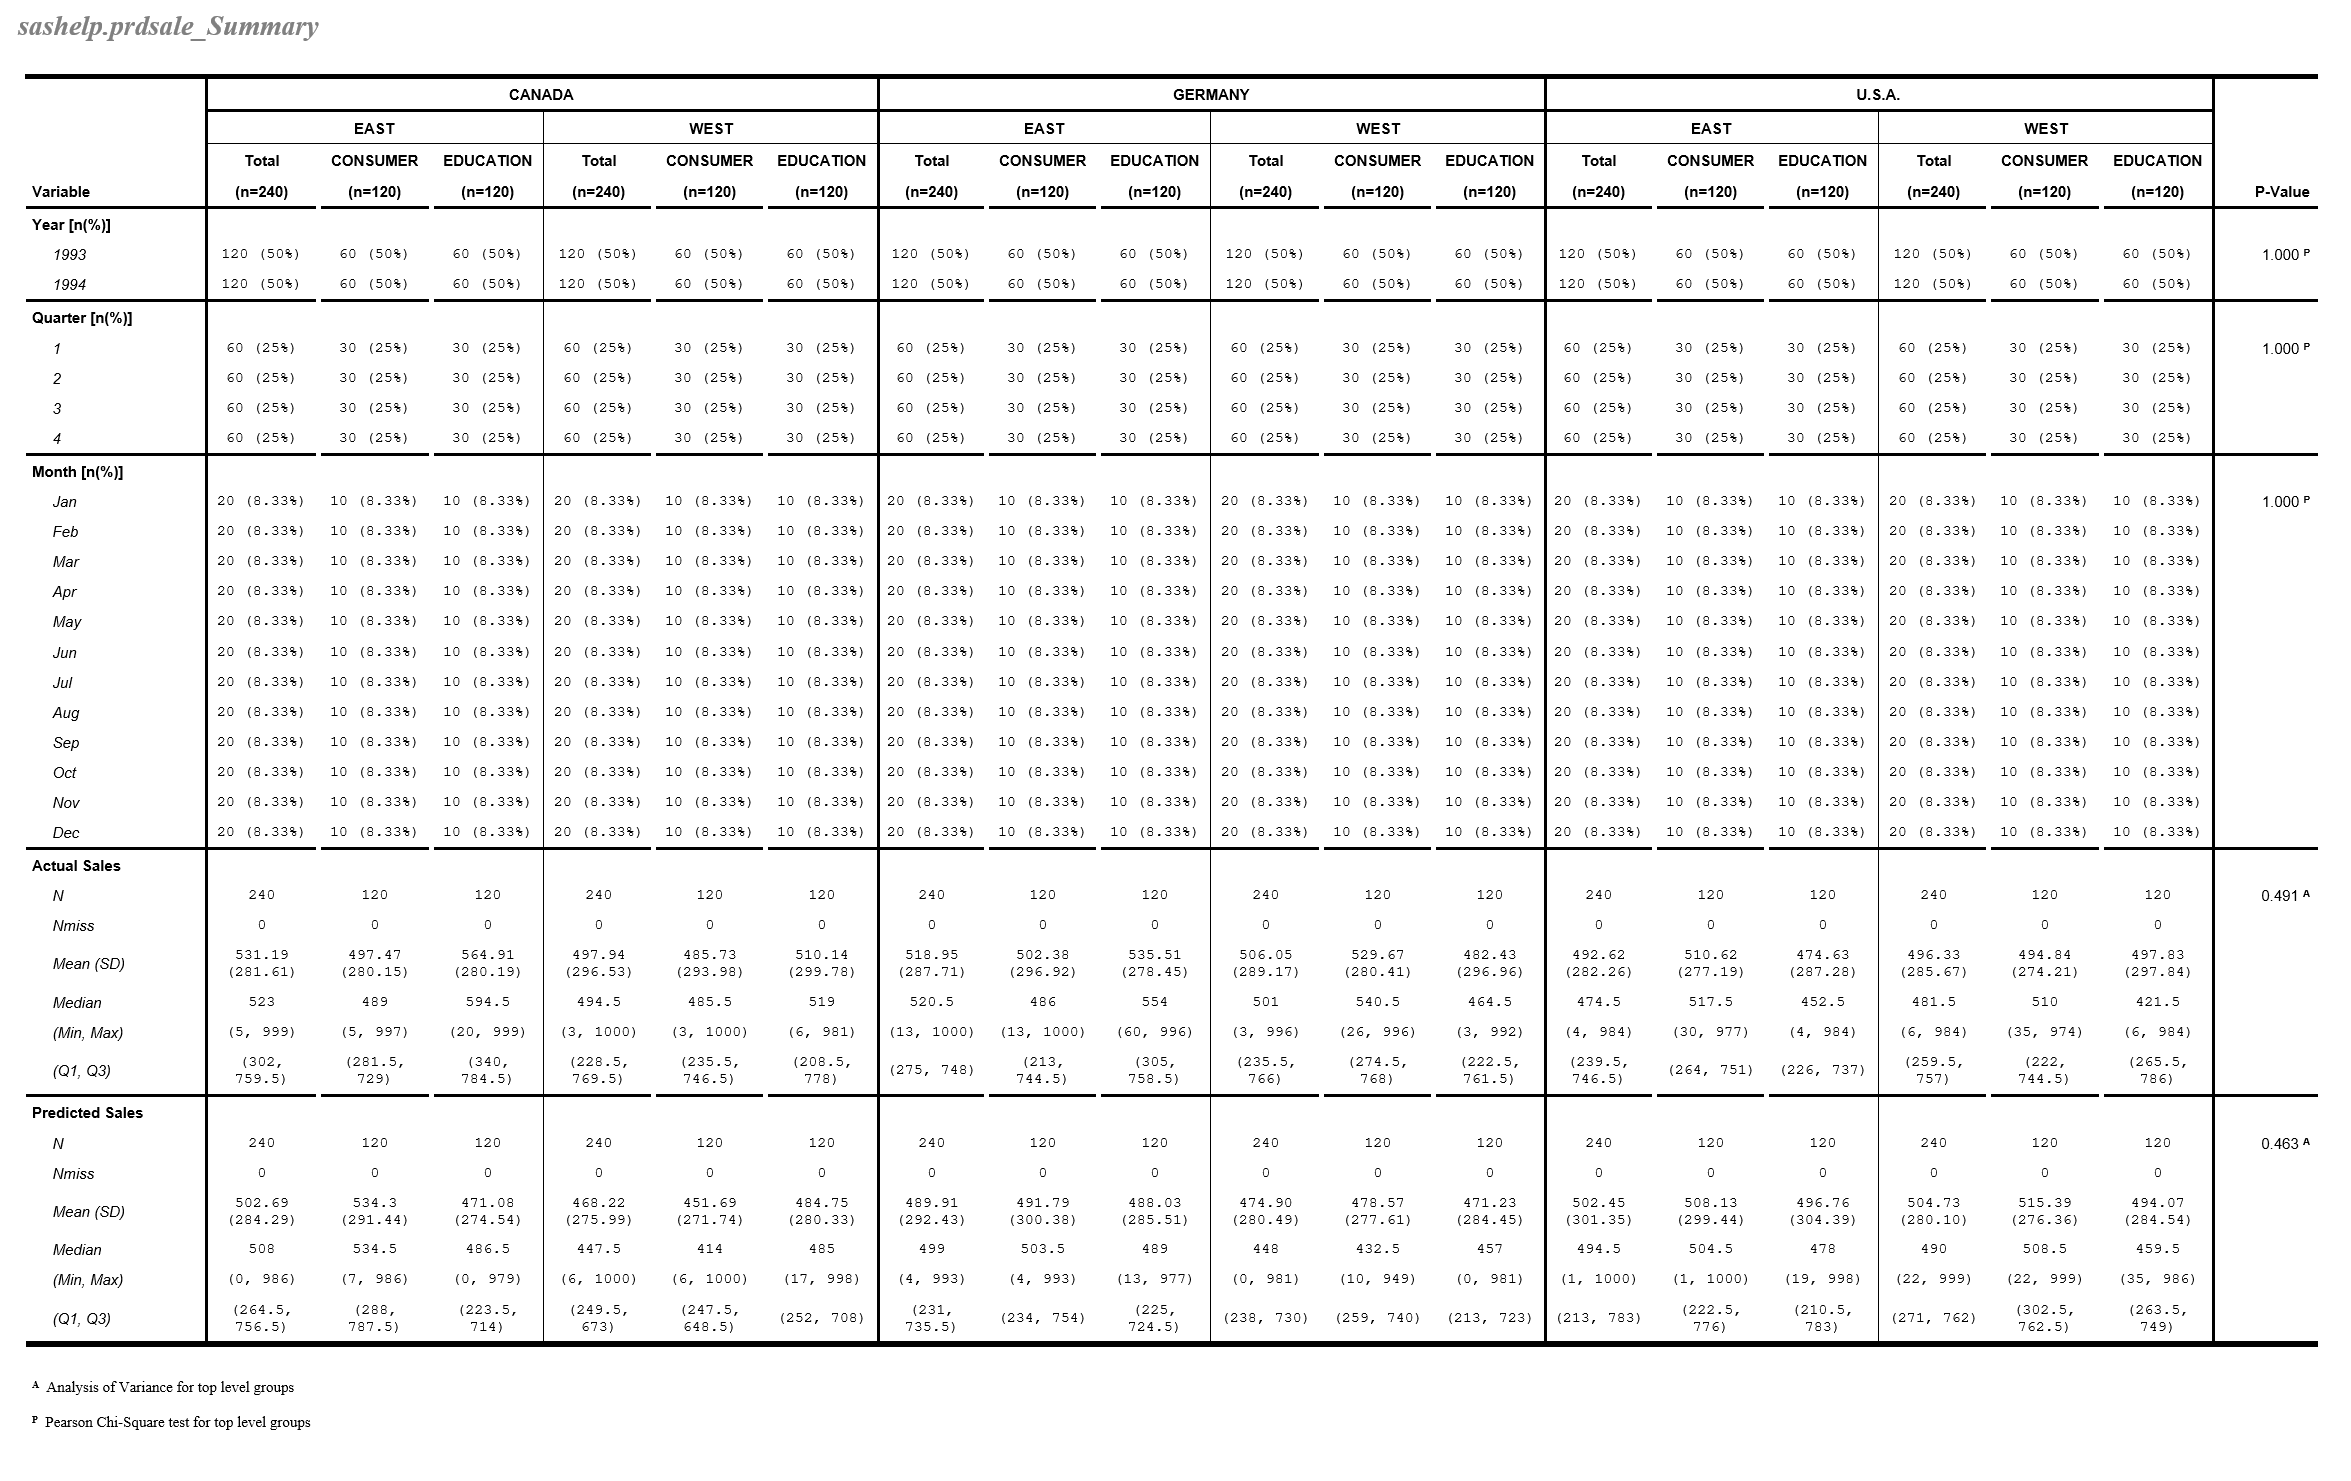 sashelp.prdsale_Summary
CANADA GERMANY U.S.A.
EAST WEST EAST WEST EAST WEST
Total CONSUMER EDUCATION Total CONSUMER EDUCATION Total CONSUMER EDUCATION Total CONSUMER EDUCATION Total CONSUMER EDUCATION Total CONSUMER EDUCATION
Variable (n=240) (n=120) (n=120) (n=240) (n=120) (n=120) (n=240) (n=120) (n=120) (n=240) (n=120) (n=120) (n=240) (n=120) (n=120) (n=240) (n=120) (n=120) P-Value
Year [n(%)]
1993 120 (50%) 60 (50%) 60 (50%) 120 (50%) 60 (50%) 60 (50%) 120 (50%) 60 (50%) 60 (50%) 120 (50%) 60 (50%) 60 (50%) 120 (50%) 60 (50%) 60 (50%) 120 (50%) 60 (50%) 60 (50%) 1.000 P
1994 120 (50%) 60 (50%) 60 (50%) 120 (50%) 60 (50%) 60 (50%) 120 (50%) 60 (50%) 60 (50%) 120 (50%) 60 (50%) 60 (50%) 120 (50%) 60 (50%) 60 (50%) 120 (50%) 60 (50%) 60 (50%)
Quarter [n(%)]
1 60 (25%) 30 (25%) 30 (25%) 60 (25%) 30 (25%) 30 (25%) 60 (25%) 30 (25%) 30 (25%) 60 (25%) 30 (25%) 30 (25%) 60 (25%) 30 (25%) 30 (25%) 60 (25%) 30 (25%) 30 (25%) 1.000 P
2 60 (25%) 30 (25%) 30 (25%) 60 (25%) 30 (25%) 30 (25%) 60 (25%) 30 (25%) 30 (25%) 60 (25%) 30 (25%) 30 (25%) 60 (25%) 30 (25%) 30 (25%) 60 (25%) 30 (25%) 30 (25%)
3 60 (25%) 30 (25%) 30 (25%) 60 (25%) 30 (25%) 30 (25%) 60 (25%) 30 (25%) 30 (25%) 60 (25%) 30 (25%) 30 (25%) 60 (25%) 30 (25%) 30 (25%) 60 (25%) 30 (25%) 30 (25%)
4 60 (25%) 30 (25%) 30 (25%) 60 (25%) 30 (25%) 30 (25%) 60 (25%) 30 (25%) 30 (25%) 60 (25%) 30 (25%) 30 (25%) 60 (25%) 30 (25%) 30 (25%) 60 (25%) 30 (25%) 30 (25%)
Month [n(%)]
Jan 20 (8.33%) 10 (8.33%) 10 (8.33%) 20 (8.33%) 10 (8.33%) 10 (8.33%) 20 (8.33%) 10 (8.33%) 10 (8.33%) 20 (8.33%) 10 (8.33%) 10 (8.33%) 20 (8.33%) 10 (8.33%) 10 (8.33%) 20 (8.33%) 10 (8.33%) 10 (8.33%) 1.000 P
Feb 20 (8.33%) 10 (8.33%) 10 (8.33%) 20 (8.33%) 10 (8.33%) 10 (8.33%) 20 (8.33%) 10 (8.33%) 10 (8.33%) 20 (8.33%) 10 (8.33%) 10 (8.33%) 20 (8.33%) 10 (8.33%) 10 (8.33%) 20 (8.33%) 10 (8.33%) 10 (8.33%)
Mar 20 (8.33%) 10 (8.33%) 10 (8.33%) 20 (8.33%) 10 (8.33%) 10 (8.33%) 20 (8.33%) 10 (8.33%) 10 (8.33%) 20 (8.33%) 10 (8.33%) 10 (8.33%) 20 (8.33%) 10 (8.33%) 10 (8.33%) 20 (8.33%) 10 (8.33%) 10 (8.33%)
Apr 20 (8.33%) 10 (8.33%) 10 (8.33%) 20 (8.33%) 10 (8.33%) 10 (8.33%) 20 (8.33%) 10 (8.33%) 10 (8.33%) 20 (8.33%) 10 (8.33%) 10 (8.33%) 20 (8.33%) 10 (8.33%) 10 (8.33%) 20 (8.33%) 10 (8.33%) 10 (8.33%)
May 20 (8.33%) 10 (8.33%) 10 (8.33%) 20 (8.33%) 10 (8.33%) 10 (8.33%) 20 (8.33%) 10 (8.33%) 10 (8.33%) 20 (8.33%) 10 (8.33%) 10 (8.33%) 20 (8.33%) 10 (8.33%) 10 (8.33%) 20 (8.33%) 10 (8.33%) 10 (8.33%)
Jun 20 (8.33%) 10 (8.33%) 10 (8.33%) 20 (8.33%) 10 (8.33%) 10 (8.33%) 20 (8.33%) 10 (8.33%) 10 (8.33%) 20 (8.33%) 10 (8.33%) 10 (8.33%) 20 (8.33%) 10 (8.33%) 10 (8.33%) 20 (8.33%) 10 (8.33%) 10 (8.33%)
Jul 20 (8.33%) 10 (8.33%) 10 (8.33%) 20 (8.33%) 10 (8.33%) 10 (8.33%) 20 (8.33%) 10 (8.33%) 10 (8.33%) 20 (8.33%) 10 (8.33%) 10 (8.33%) 20 (8.33%) 10 (8.33%) 10 (8.33%) 20 (8.33%) 10 (8.33%) 10 (8.33%)
Aug 20 (8.33%) 10 (8.33%) 10 (8.33%) 20 (8.33%) 10 (8.33%) 10 (8.33%) 20 (8.33%) 10 (8.33%) 10 (8.33%) 20 (8.33%) 10 (8.33%) 10 (8.33%) 20 (8.33%) 10 (8.33%) 10 (8.33%) 20 (8.33%) 10 (8.33%) 10 (8.33%)
Sep 20 (8.33%) 10 (8.33%) 10 (8.33%) 20 (8.33%) 10 (8.33%) 10 (8.33%) 20 (8.33%) 10 (8.33%) 10 (8.33%) 20 (8.33%) 10 (8.33%) 10 (8.33%) 20 (8.33%) 10 (8.33%) 10 (8.33%) 20 (8.33%) 10 (8.33%) 10 (8.33%)
Oct 20 (8.33%) 10 (8.33%) 10 (8.33%) 20 (8.33%) 10 (8.33%) 10 (8.33%) 20 (8.33%) 10 (8.33%) 10 (8.33%) 20 (8.33%) 10 (8.33%) 10 (8.33%) 20 (8.33%) 10 (8.33%) 10 (8.33%) 20 (8.33%) 10 (8.33%) 10 (8.33%)
Nov 20 (8.33%) 10 (8.33%) 10 (8.33%) 20 (8.33%) 10 (8.33%) 10 (8.33%) 20 (8.33%) 10 (8.33%) 10 (8.33%) 20 (8.33%) 10 (8.33%) 10 (8.33%) 20 (8.33%) 10 (8.33%) 10 (8.33%) 20 (8.33%) 10 (8.33%) 10 (8.33%)
Dec 20 (8.33%) 10 (8.33%) 10 (8.33%) 20 (8.33%) 10 (8.33%) 10 (8.33%) 20 (8.33%) 10 (8.33%) 10 (8.33%) 20 (8.33%) 10 (8.33%) 10 (8.33%) 20 (8.33%) 10 (8.33%) 10 (8.33%) 20 (8.33%) 10 (8.33%) 10 (8.33%)
Actual Sales
N 240 120 120 240 120 120 240 120 120 240 120 120 240 120 120 240 120 120 0.491 A
Nmiss 0 0 0 0 0 0 0 0 0 0 0 0 0 0 0 0 0 0
531.19 497.47 564.91 497.94 485.73 510.14 518.95 502.38 535.51 506.05 529.67 482.43 492.62 510.62 474.63 496.33 494.84 497.83
Mean (SD) (281.61) (280.15) (280.19) (296.53) (293.98) (299.78) (287.71) (296.92) (278.45) (289.17) (280.41) (296.96) (282.26) (277.19) (287.28) (285.67) (274.21) (297.84)
Median 523 489 594.5 494.5 485.5 519 520.5 486 554 501 540.5 464.5 474.5 517.5 452.5 481.5 510 421.5
(Min, Max) (5, 999) (5, 997) (20, 999) (3, 1000) (3, 1000) (6, 981) (13, 1000) (13, 1000) (60, 996) (3, 996) (26, 996) (3, 992) (4, 984) (30, 977) (4, 984) (6, 984) (35, 974) (6, 984)
(302, (281.5, (340, (228.5, (235.5, (208.5, (213, (305, (235.5, (274.5, (222.5, (239.5, (259.5, (222, (265.5,
(Q1, Q3) (275, 748) (264, 751) (226, 737)
759.5) 729) 784.5) 769.5) 746.5) 778) 744.5) 758.5) 766) 768) 761.5) 746.5) 757) 744.5) 786)
Predicted Sales
N 240 120 120 240 120 120 240 120 120 240 120 120 240 120 120 240 120 120 0.463 A
Nmiss 0 0 0 0 0 0 0 0 0 0 0 0 0 0 0 0 0 0
502.69 534.3 471.08 468.22 451.69 484.75 489.91 491.79 488.03 474.90 478.57 471.23 502.45 508.13 496.76 504.73 515.39 494.07
Mean (SD) (284.29) (291.44) (274.54) (275.99) (271.74) (280.33) (292.43) (300.38) (285.51) (280.49) (277.61) (284.45) (301.35) (299.44) (304.39) (280.10) (276.36) (284.54)
Median 508 534.5 486.5 447.5 414 485 499 503.5 489 448 432.5 457 494.5 504.5 478 490 508.5 459.5
(Min, Max) (0, 986) (7, 986) (0, 979) (6, 1000) (6, 1000) (17, 998) (4, 993) (4, 993) (13, 977) (0, 981) (10, 949) (0, 981) (1, 1000) (1, 1000) (19, 998) (22, 999) (22, 999) (35, 986)
(264.5, (288, (223.5, (249.5, (247.5, (231, (225, (222.5, (210.5, (302.5, (263.5,
(Q1, Q3) (252, 708) (234, 754) (238, 730) (259, 740) (213, 723) (213, 783) (271, 762)
756.5) 787.5) 714) 673) 648.5) 735.5) 724.5) 776) 783) 762.5) 749)
A Analysis of Variance for top level groups
P Pearson Chi-Square test for top level groups